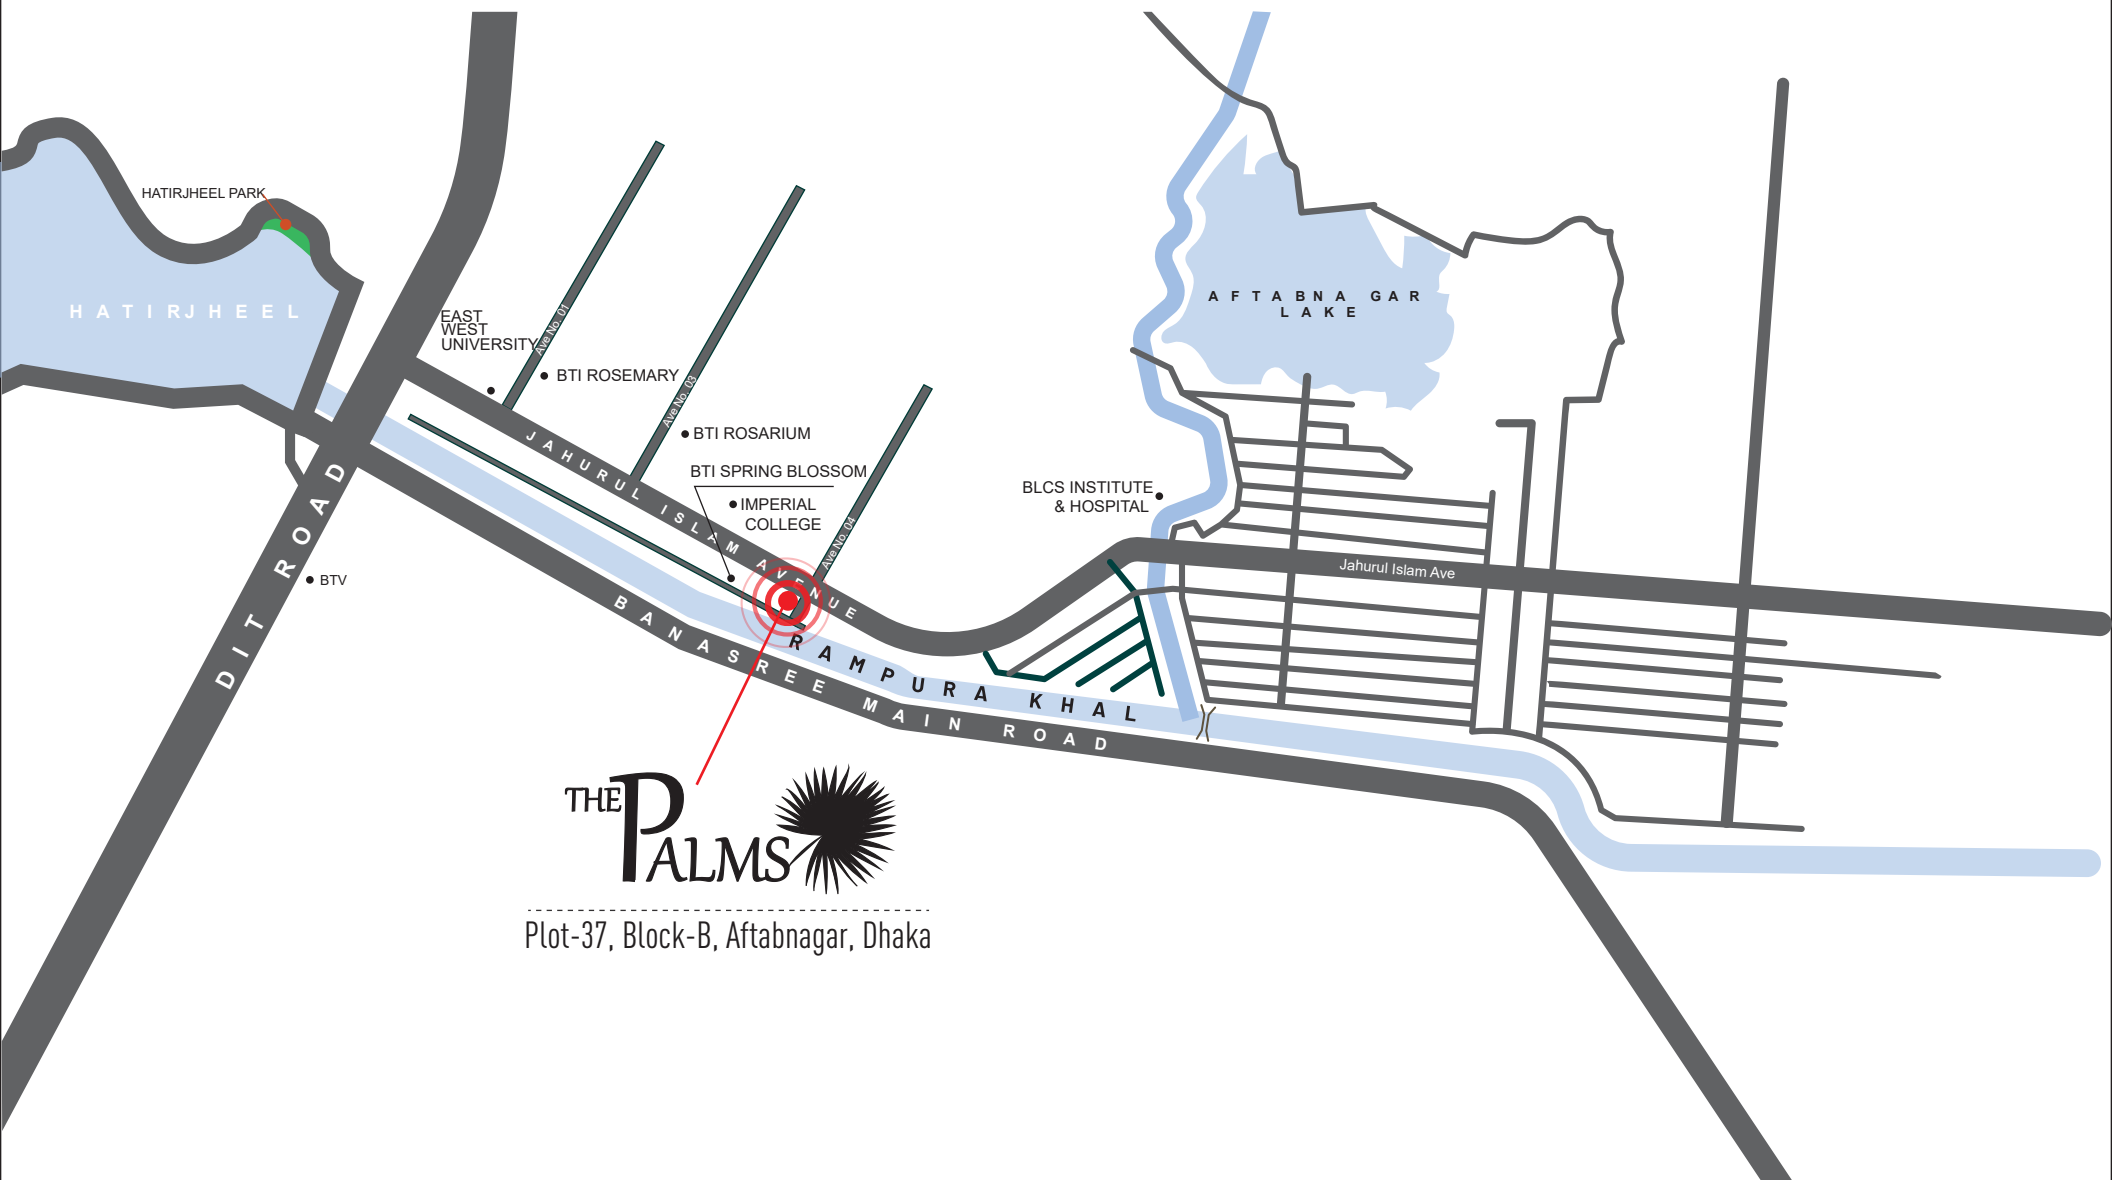 HATIRJHEEL PARK
HATIRJHEEL
EAST
WEST
UNIVERSITY
Ave No. 01
BTI ROSEMARY
Ave No. 03
BTI ROSARIUM
BTI SPRING BLOSSOM
IMPERIAL
COLLEGE
Ave No. 04
JAHURUL ISLAM AVENUE
AFTABNA GAR
LAKE
BLCS INSTITUTE
& HOSPITAL
Jahurul Islam Ave
DIT ROAD
BTV
RAMPURA KHAL
BANASREE MAIN ROAD
THE
PALMS
Plot-37, Block-B, Aftabnagar, Dhaka